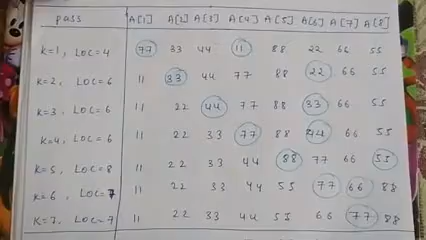 pass A[1] A[2] A[3] A[4] A[5] A[6] A[7] A[8]
K=1, LOC=4 77 33 44 11 88 22 66 55
K=2, LOC=6 11 33 44 77 88 22 66 55
K=3, LOC=6 11 22 44 77 88 33 66 55
K=4, LOC=6 11 22 33 77 88 44 66 55
K=5, LOC=8 11 22 33 44 88 77 66 55
K=6, LOC=7 11 22 33 44 55 77 66 88
K=7, LOC=7 11 22 33 44 55 66 77 88